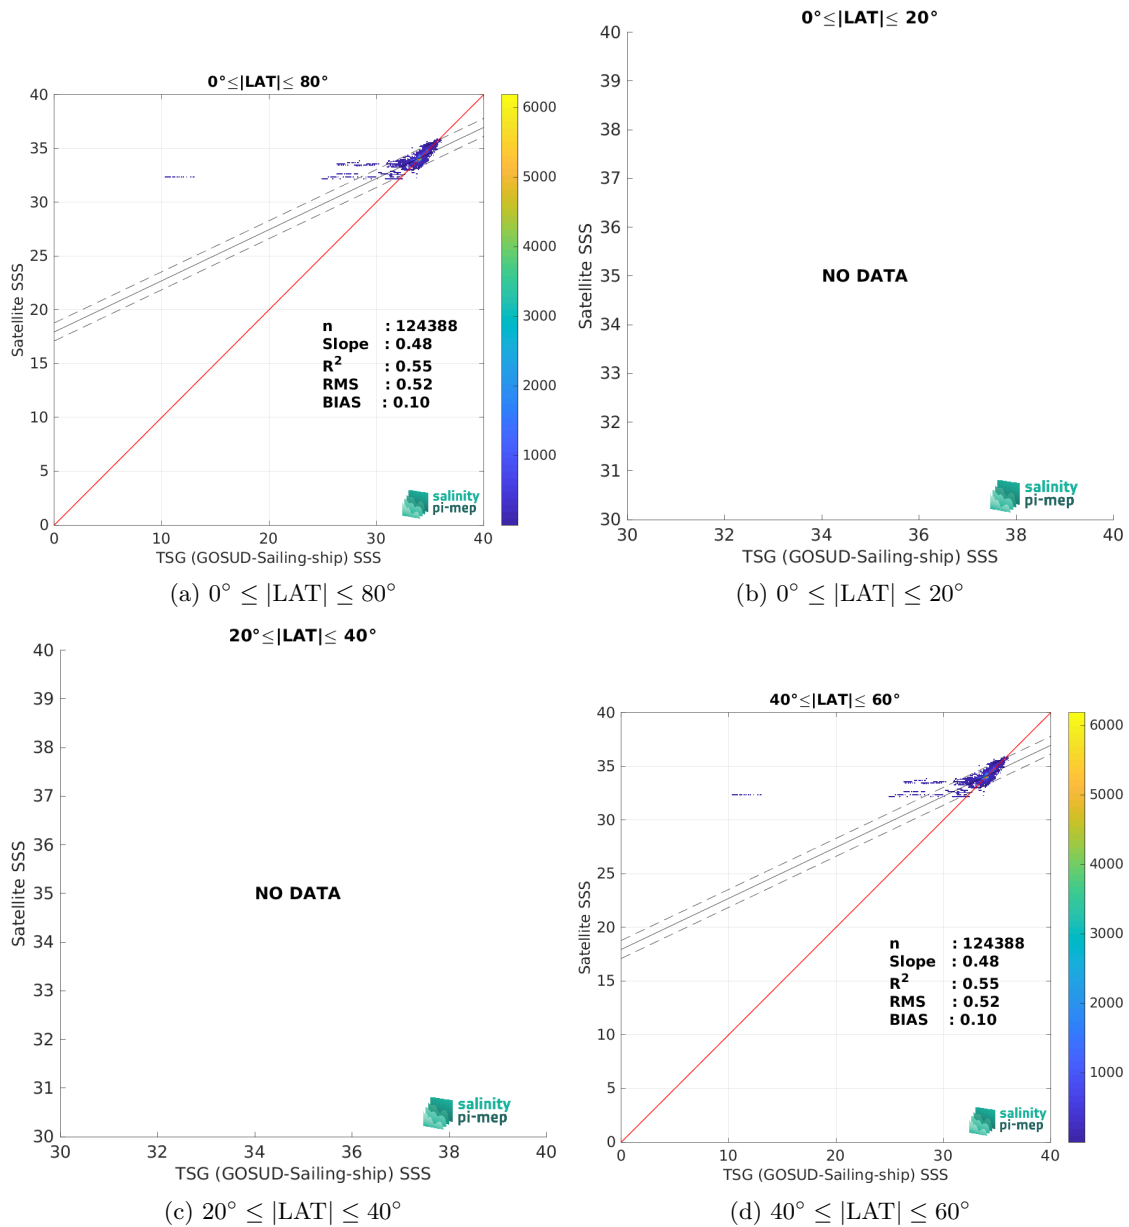 0°≤|LAT|≤ 80°
40
35
30
25
20
15
10
5
0
0 10 20 30 40
6000
5000
4000
3000
2000
1000
Satellite SSS
TSG (GOSUD-Sailing-ship) SSS
n : 124388
Slope : 0.48
R2 : 0.55
RMS : 0.52
BIAS : 0.10
salinity
pi-mep
(a) 0° ≤ |LAT| ≤ 80°
0°≤|LAT|≤ 20°
40
39
38
37
36
35
34
33
32
31
30
30 32 34 36 38 40
Satellite SSS
TSG (GOSUD-Sailing-ship) SSS
NO DATA
salinity
pi-mep
(b) 0° ≤ |LAT| ≤ 20°
20°≤|LAT|≤ 40°
40
39
38
37
36
35
34
33
32
31
30
30 32 34 36 38 40
Satellite SSS
TSG (GOSUD-Sailing-ship) SSS
NO DATA
salinity
pi-mep
(c) 20° ≤ |LAT| ≤ 40°
40°≤|LAT|≤ 60°
40
35
30
25
20
15
10
5
0
0 10 20 30 40
6000
5000
4000
3000
2000
1000
Satellite SSS
TSG (GOSUD-Sailing-ship) SSS
n : 124388
Slope : 0.48
R2 : 0.55
RMS : 0.52
BIAS : 0.10
salinity
pi-mep
(d) 40° ≤ |LAT| ≤ 60°